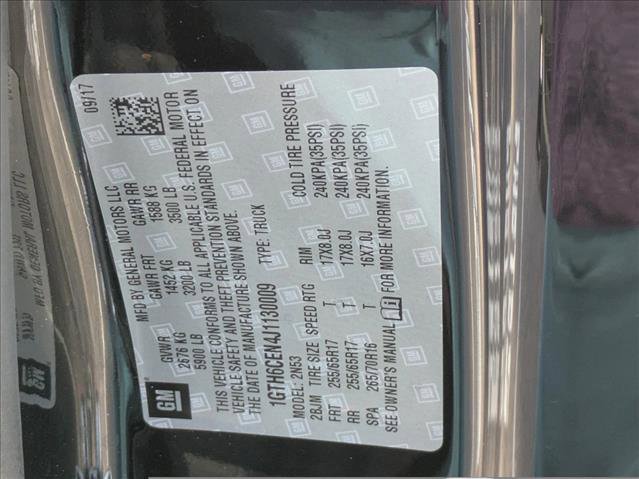 GM
MFD BY GENERAL MOTORS LLC
09/17
GVWR GAWR FRT GAWR RR
2676 KG 1452 KG 1588 KG
5900 LB 3200 LB 3500 LB
THIS VEHICLE CONFORMS TO ALL APPLICABLE U.S. FEDERAL MOTOR
VEHICLE SAFETY AND THEFT PREVENTION STANDARDS IN EFFECT ON
THE DATE OF MANUFACTURE SHOWN ABOVE.
1GTH6CEN4J1130009 TYPE: TRUCK
MODEL: 2N53
2BJM TIRE SIZE SPEED RTG RIM COLD TIRE PRESSURE
FRT 255/65R17 T 17X8.0J 240KPA(35PSI)
RR 255/65R17 T 17X8.0J 240KPA(35PSI)
SPA 265/70R16 T 16X7.0J 240KPA(35PSI)
SEE OWNER'S MANUAL FOR MORE INFORMATION.